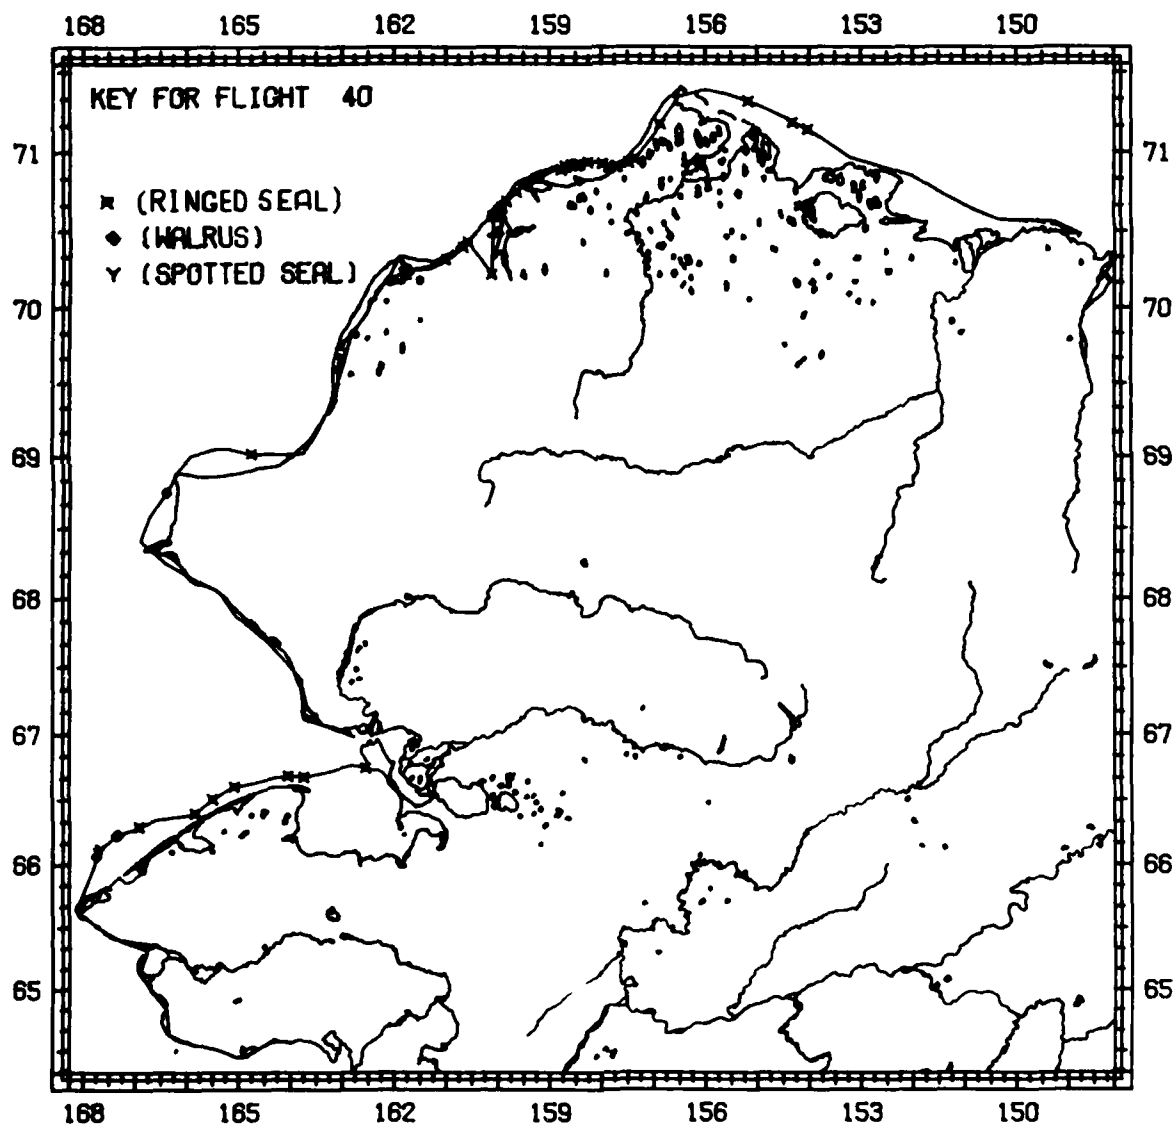 168 165 162 159 156 153 150
KEY FOR FLIGHT 40
71 71
(RINGED SEAL)
(WALRUS)
(SPOTTED SEAL)
70 70
69 69
68 68
67 67
66 66
65 65
168 165 162 159 156 153 150